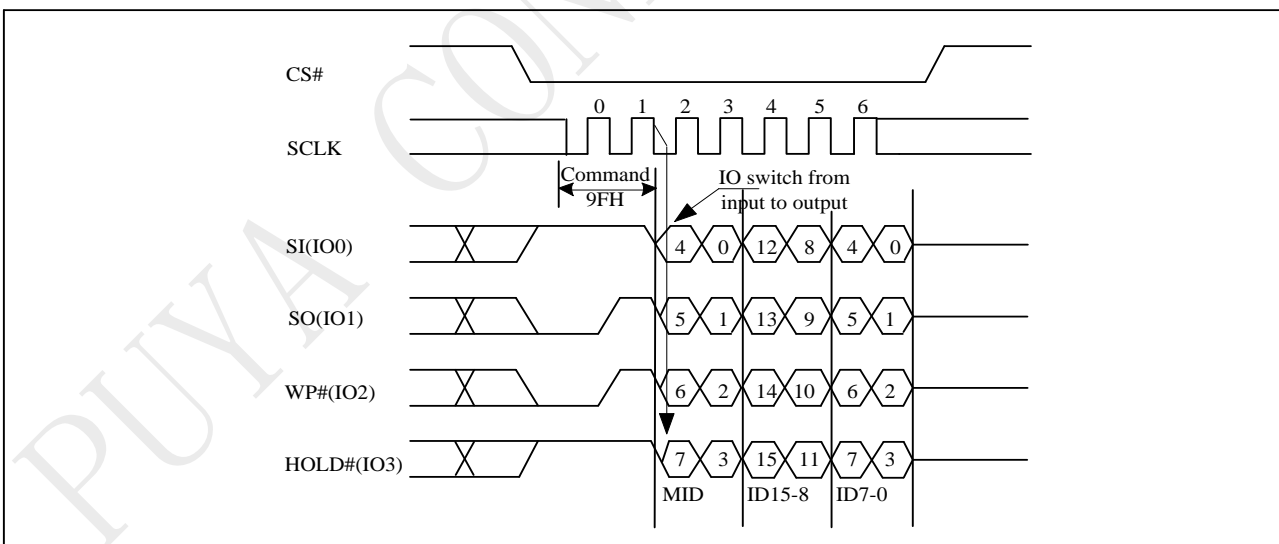 PUYA CON
CS#
0 1 2 3 4 5 6
SCLK
Command
9FH
IO switch from
input to output
SI(IO0)
4 0 12 8 4 0
SO(IO1)
5 1 13 9 5 1
WP#(IO2)
6 2 14 10 6 2
HOLD#(IO3)
7 3 15 11 7 3
MID ID15-8 ID7-0